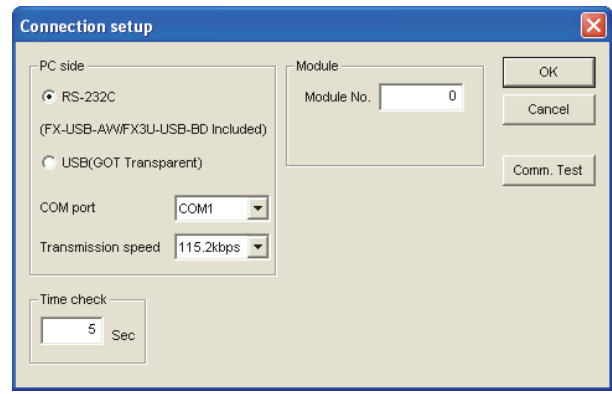 Connection setup
PC side
RS-232C
(FX-USB-AW/FX3U-USB-BD Included)
USB(GOT Transparent)
COM port
COM1
Transmission speed
115.2kbps
Time check
5 Sec
Module
Module No. 0
OK
Cancel
Comm. Test